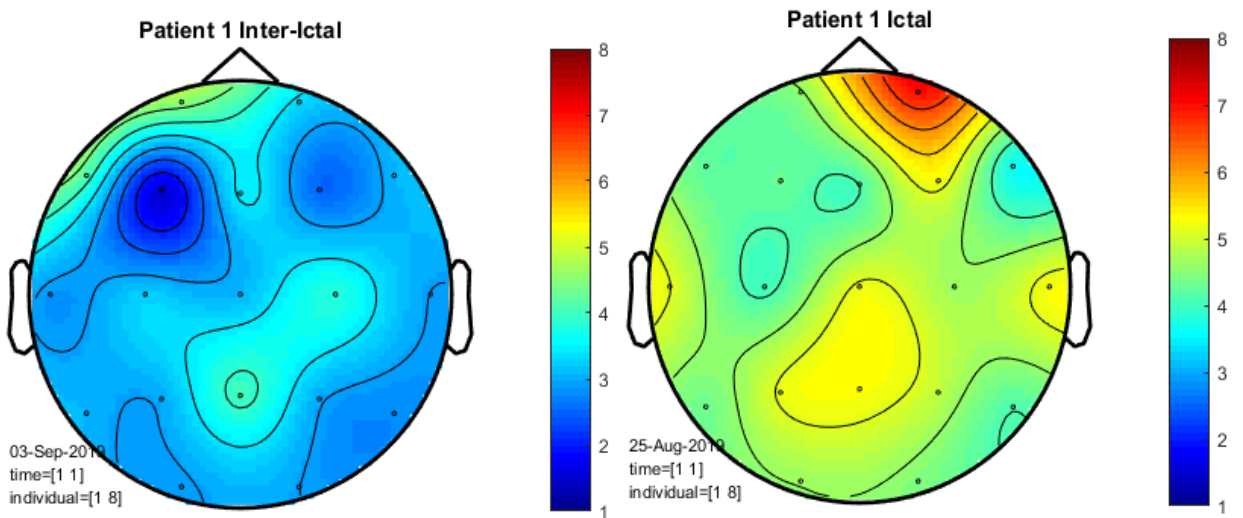 Patient 1 Inter-Ictal
8
7
6
5
4
3
2
1
03-Sep-2019
time=[1 1]
individual=[1 8]
Patient 1 Ictal
8
7
6
5
4
3
2
1
25-Aug-2019
time=[1 1]
individual=[1 8]